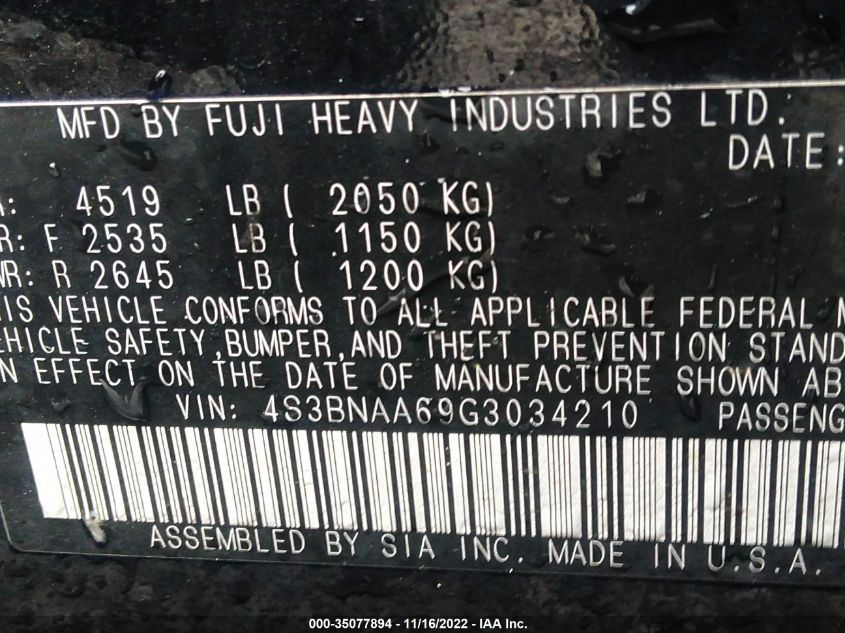 MFD BY FUJI HEAVY INDUSTRIES LTD.
DATE:
4519 LB ( 2050 KG)
R: F 2535 LB ( 1150 KG)
WR: R 2645 LB ( 1200 KG)
IS VEHICLE CONFORMS TO ALL APPLICABLE FEDERAL M
EHICLE SAFETY,BUMPER,AND THEFT PREVENTION STAND
N EFFECT ON THE DATE OF MANUFACTURE SHOWN AB
VIN: 4S3BNAA69G3034210 PASSENG
ASSEMBLED BY SIA INC. MADE IN U.S.A.
000-35077894 - 11/16/2022 - IAA Inc.